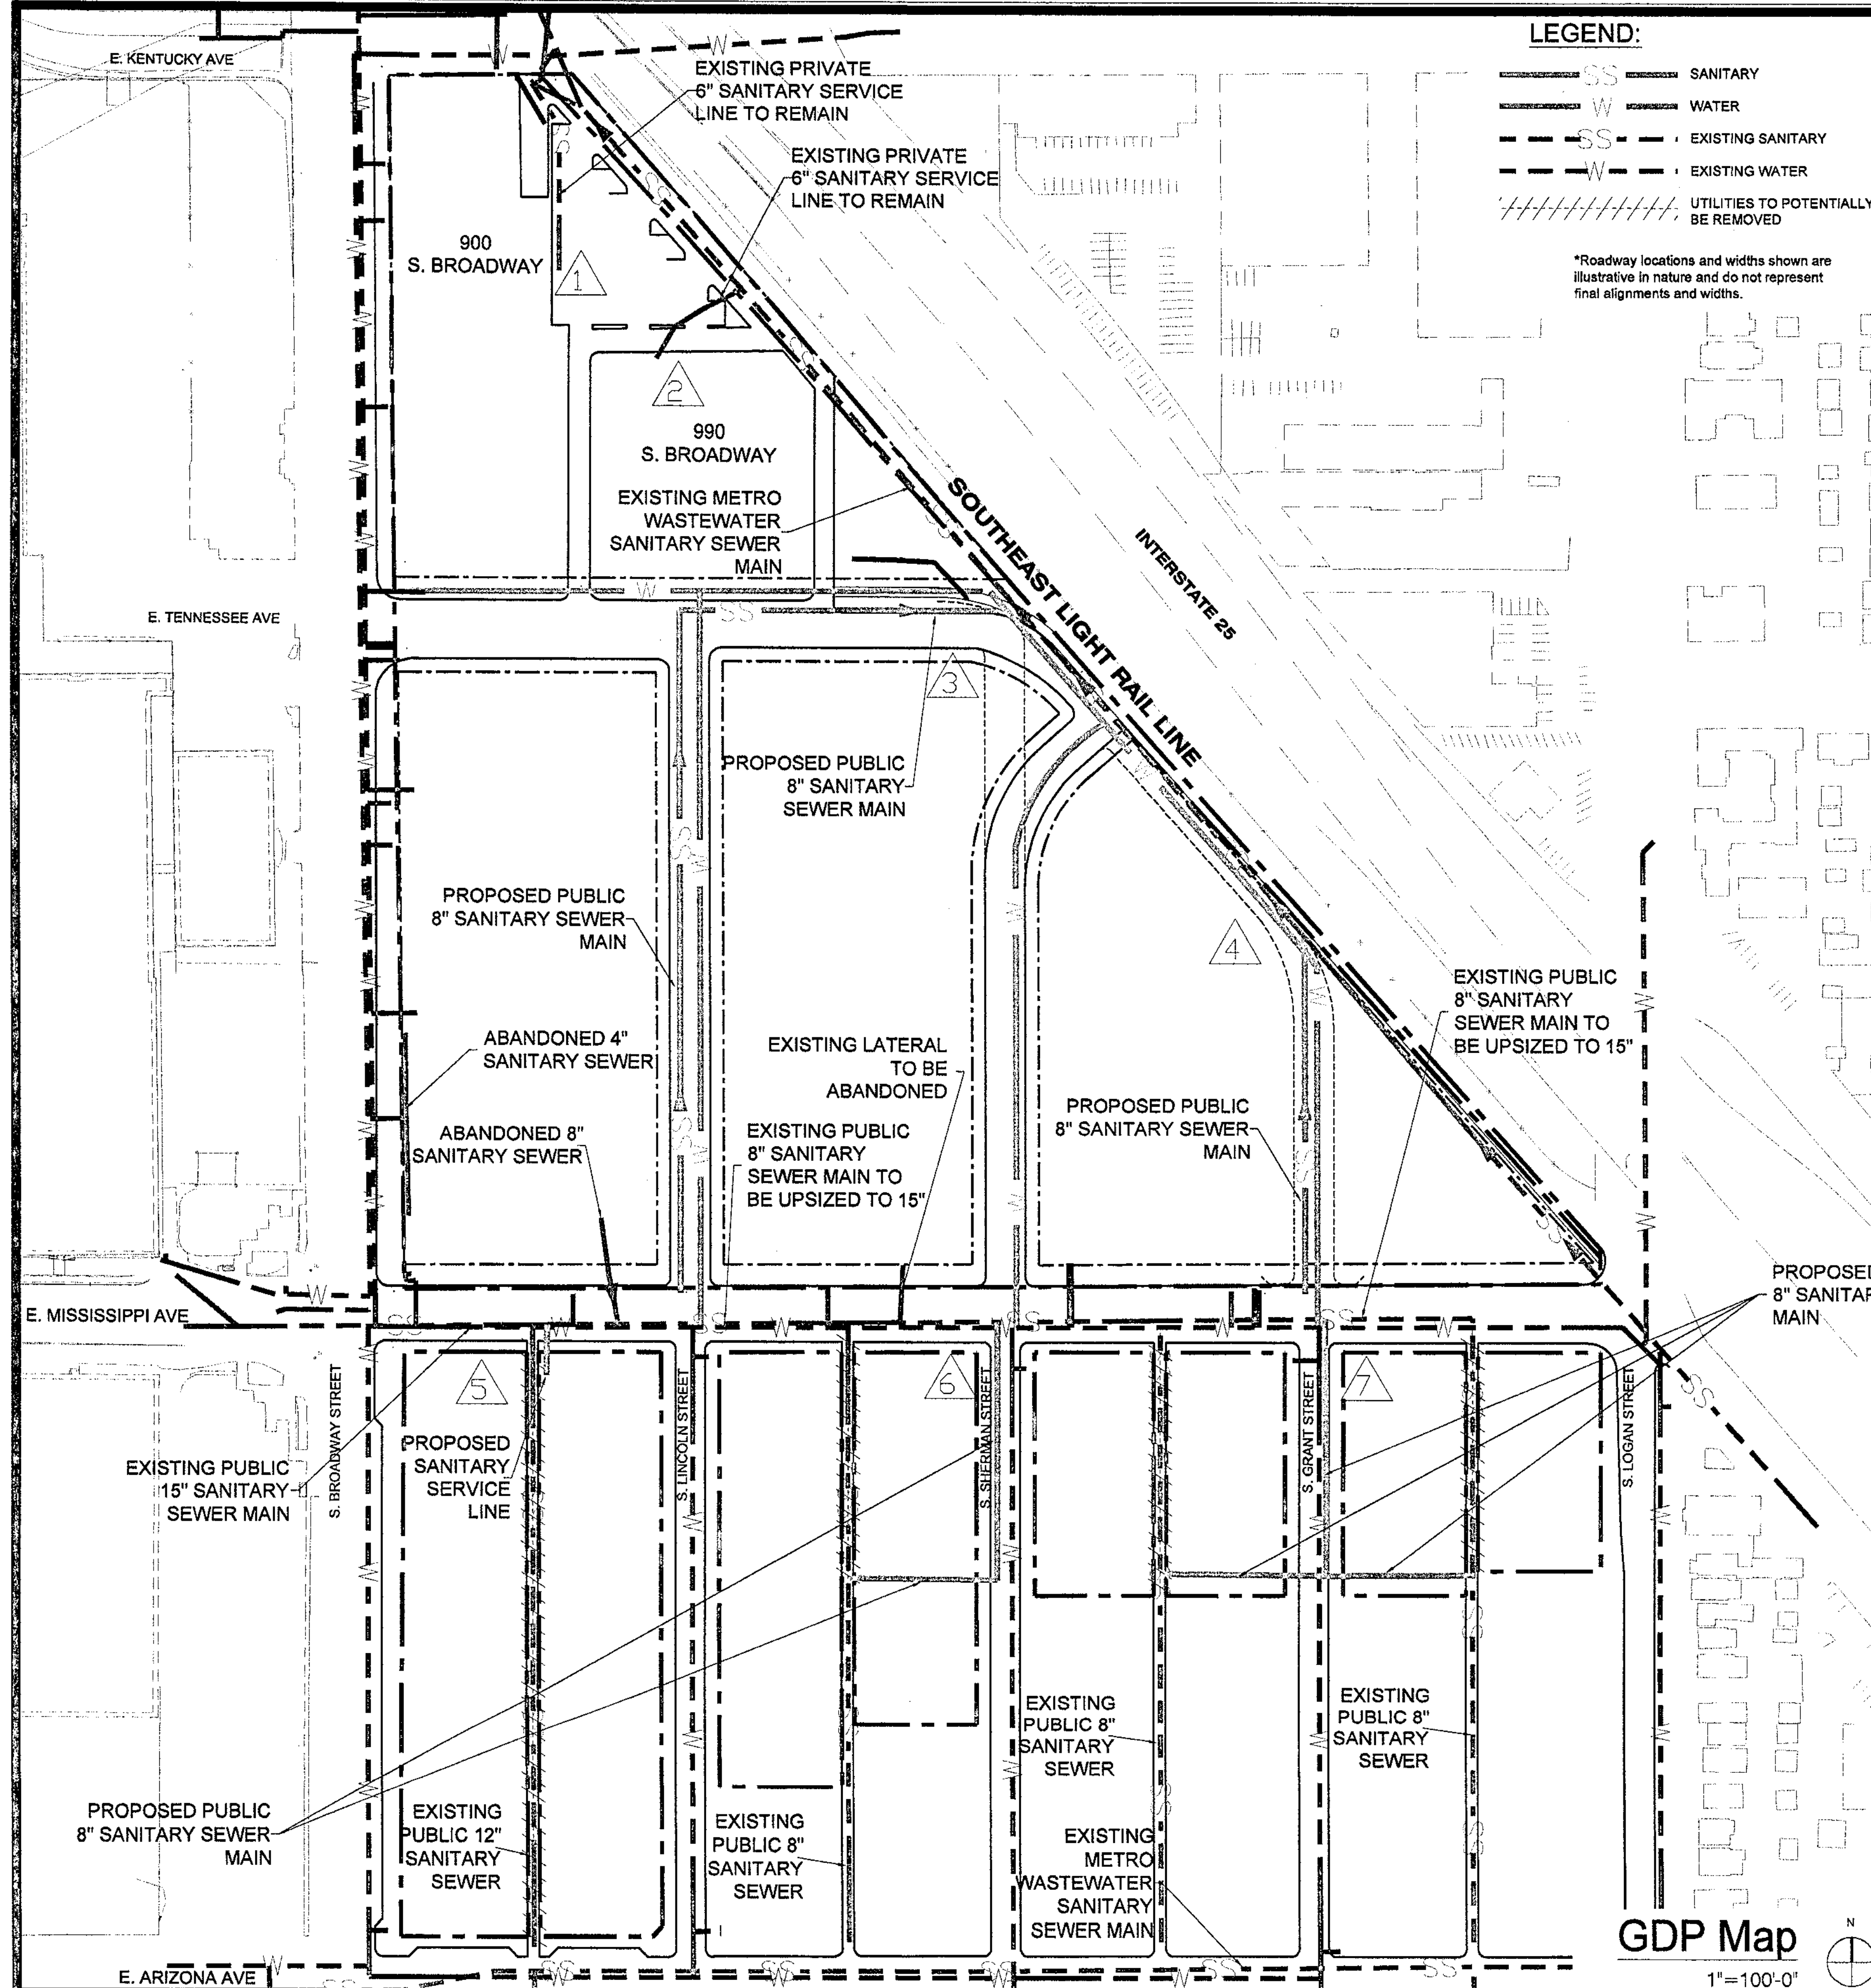 LEGEND:
SS SANITARY
W WATER
SS EXISTING SANITARY
W EXISTING WATER
UTILITIES TO POTENTIALLY
BE REMOVED
*Roadway locations and widths shown are
illustrative in nature and do not represent
final alignments and widths.
E. KENTUCKY AVE
EXISTING PRIVATE
6" SANITARY SERVICE
LINE TO REMAIN
EXISTING PRIVATE
6" SANITARY SERVICE
LINE TO REMAIN
900
S. BROADWAY
1
2
990
S. BROADWAY
EXISTING METRO
WASTEWATER
SANITARY SEWER
MAIN
SOUTHEAST LIGHT RAIL LINE
INTERSTATE 25
E. TENNESSEE AVE
3
PROPOSED PUBLIC
8" SANITARY
SEWER MAIN
PROPOSED PUBLIC
8" SANITARY SEWER
MAIN
4
EXISTING PUBLIC
8" SANITARY
SEWER MAIN TO
BE UPSIZED TO 15"
ABANDONED 4"
SANITARY SEWER
EXISTING LATERAL
TO BE
ABANDONED
PROPOSED PUBLIC
8" SANITARY SEWER
MAIN
ABANDONED 8"
SANITARY SEWER
EXISTING PUBLIC
8" SANITARY
SEWER MAIN TO
BE UPSIZED TO 15"
E. MISSISSIPPI AVE
PROPOSED
8" SANITAR
MAIN
5
6
7
S. BROADWAY STREET
S. LINCOLN STREET
S. SHERMAN STREET
S. GRANT STREET
S. LOGAN STREET
EXISTING PUBLIC
15" SANITARY
SEWER MAIN
PROPOSED
SANITARY
SERVICE
LINE
PROPOSED PUBLIC
8" SANITARY SEWER
MAIN
EXISTING
PUBLIC 12"
SANITARY
SEWER
EXISTING
PUBLIC 8"
SANITARY
SEWER
EXISTING
PUBLIC 8"
SANITARY
SEWER
EXISTING
METRO
WASTEWATER
SANITARY
SEWER MAIN
EXISTING
PUBLIC 8"
SANITARY
SEWER
E. ARIZONA AVE
GDP Map
1"=100'-0"
N